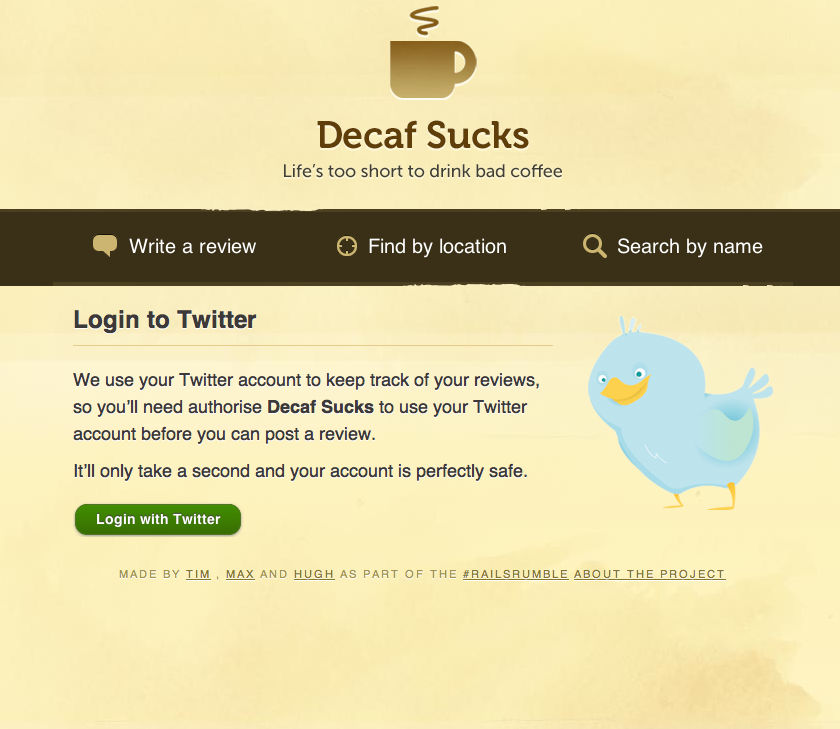 Decaf Sucks
Life's too short to drink bad coffee
Write a review
Find by location
Search by name
Login to Twitter
We use your Twitter account to keep track of your reviews,
so you'll need authorise Decaf Sucks to use your Twitter
account before you can post a review.
It'll only take a second and your account is perfectly safe.
Login with Twitter
MADE BY TIM , MAX AND HUGH AS PART OF THE #RAILSRUMBLE ABOUT THE PROJECT